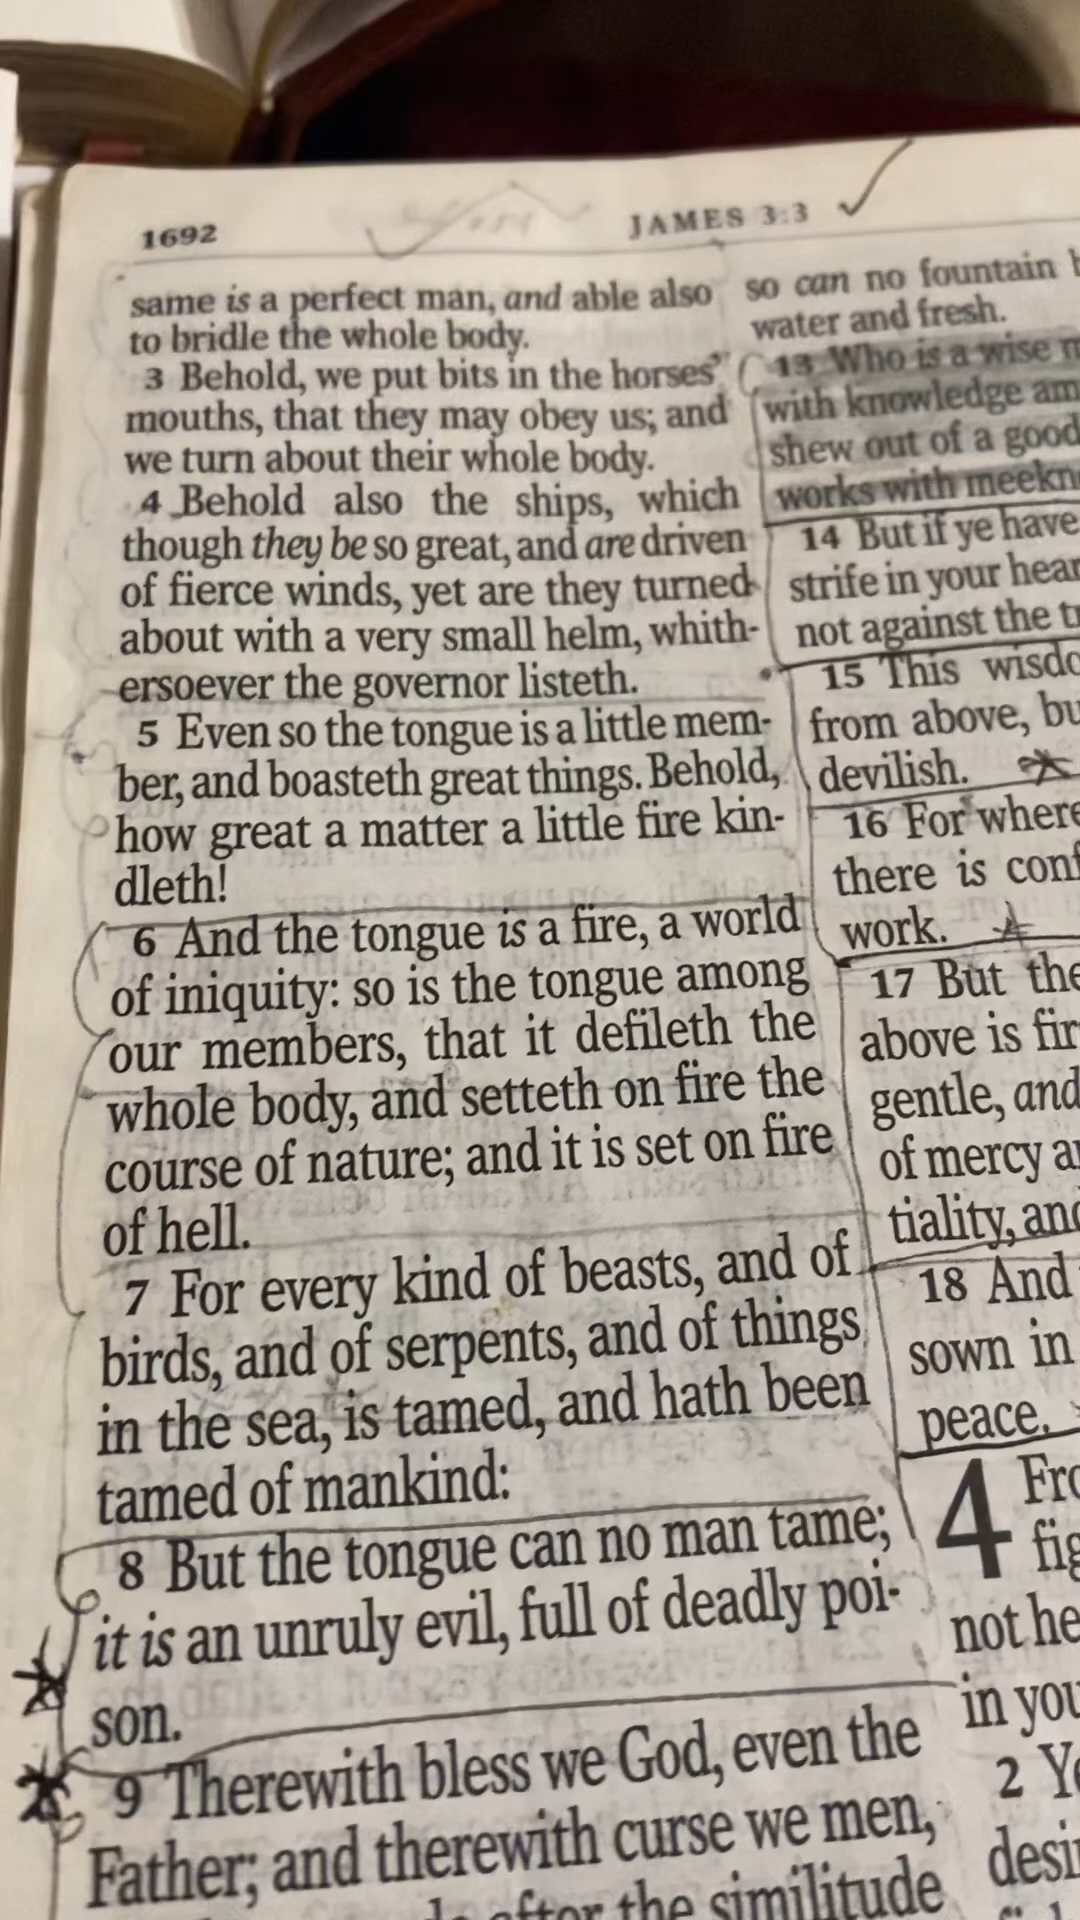 1692
JAMES 3:3
same is a perfect man, and able also
to bridle the whole body.
3 Behold, we put bits in the horses'
mouths, that they may obey us; and
we turn about their whole body.
4 Behold also the ships, which
though they be so great, and are driven
of fierce winds, yet are they turned
about with a very small helm, whith-
ersoever the governor listeth.
5 Even so the tongue is a little mem-
ber, and boasteth great things. Behold,
how great a matter a little fire kin-
dleth!
6 And the tongue is a fire, a world
of iniquity: so is the tongue among
our members, that it defileth the
whole body, and setteth on fire the
course of nature; and it is set on fire
of hell.
7 For every kind of beasts, and of
birds, and of serpents, and of things
in the sea, is tamed, and hath been
tamed of mankind:
8 But the tongue can no man tame;
it is an unruly evil, full of deadly poi-
son.
9 Therewith bless we God, even the
Father; and therewith curse we men,
after the similitude
so can no fountain
water and fresh.
13 Who is a wise
with knowledge
shew out of a good
works with
14 But if ye have
strife in your
not against the
15 This
from above,
devilish.
16 For where
there is
work.
17 But the
above is
gentle, and
of mercy
tiality, and
18 And
sown in
peace.
4
not
in
2